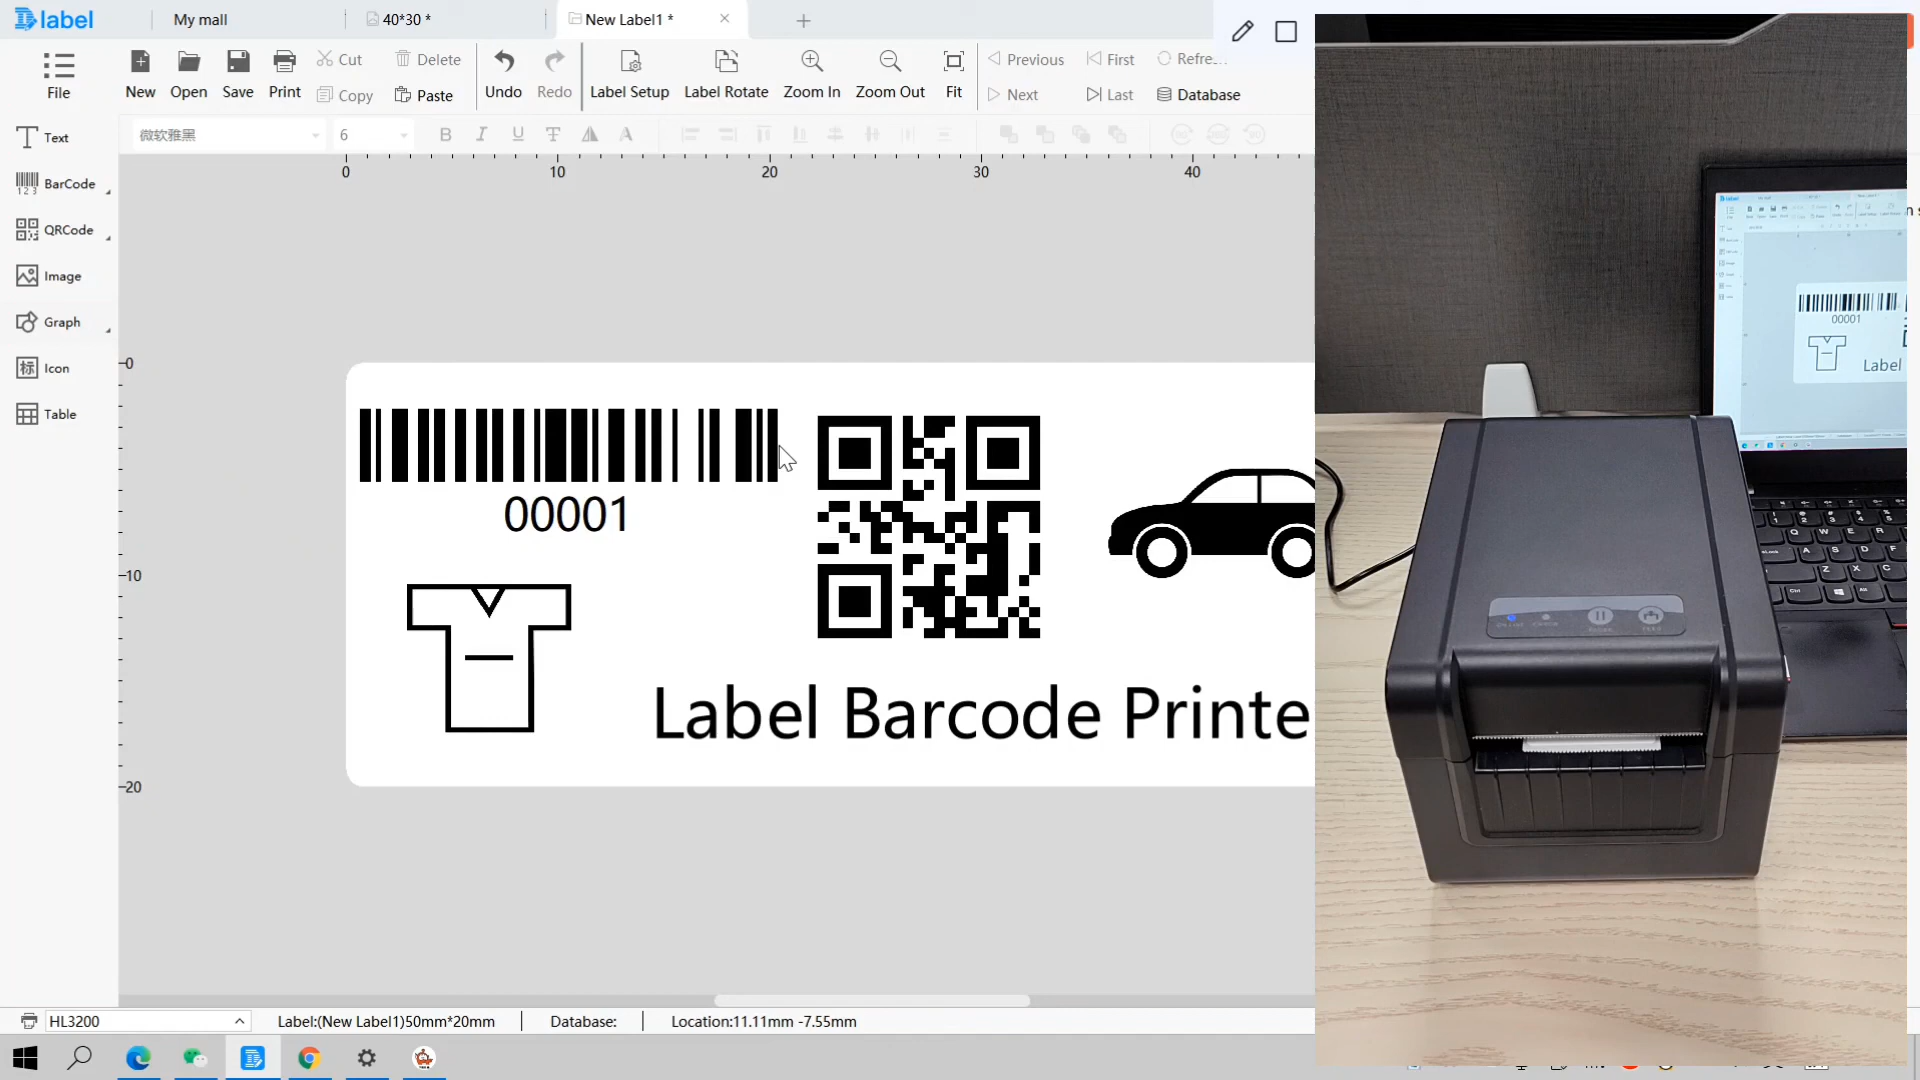 label
My mall
40*30 *
New Label1 *
File
New
Open
Save
Print
Cut
Copy
Delete
Paste
Undo
Redo
Label Setup
Label Rotate
Zoom In
Zoom Out
Fit
Previous
Next
First
Last
Database
微软雅黑
6
B
I
U
T
A
0
10
20
30
40
Text
BarCode
QRCode
Image
Graph
Icon
Table
0
10
20
00001
Label Barcode Printe
HL3200
Label:(New Label1)50mm*20mm
Database:
Location:11.11mm -7.55mm
00001
Label